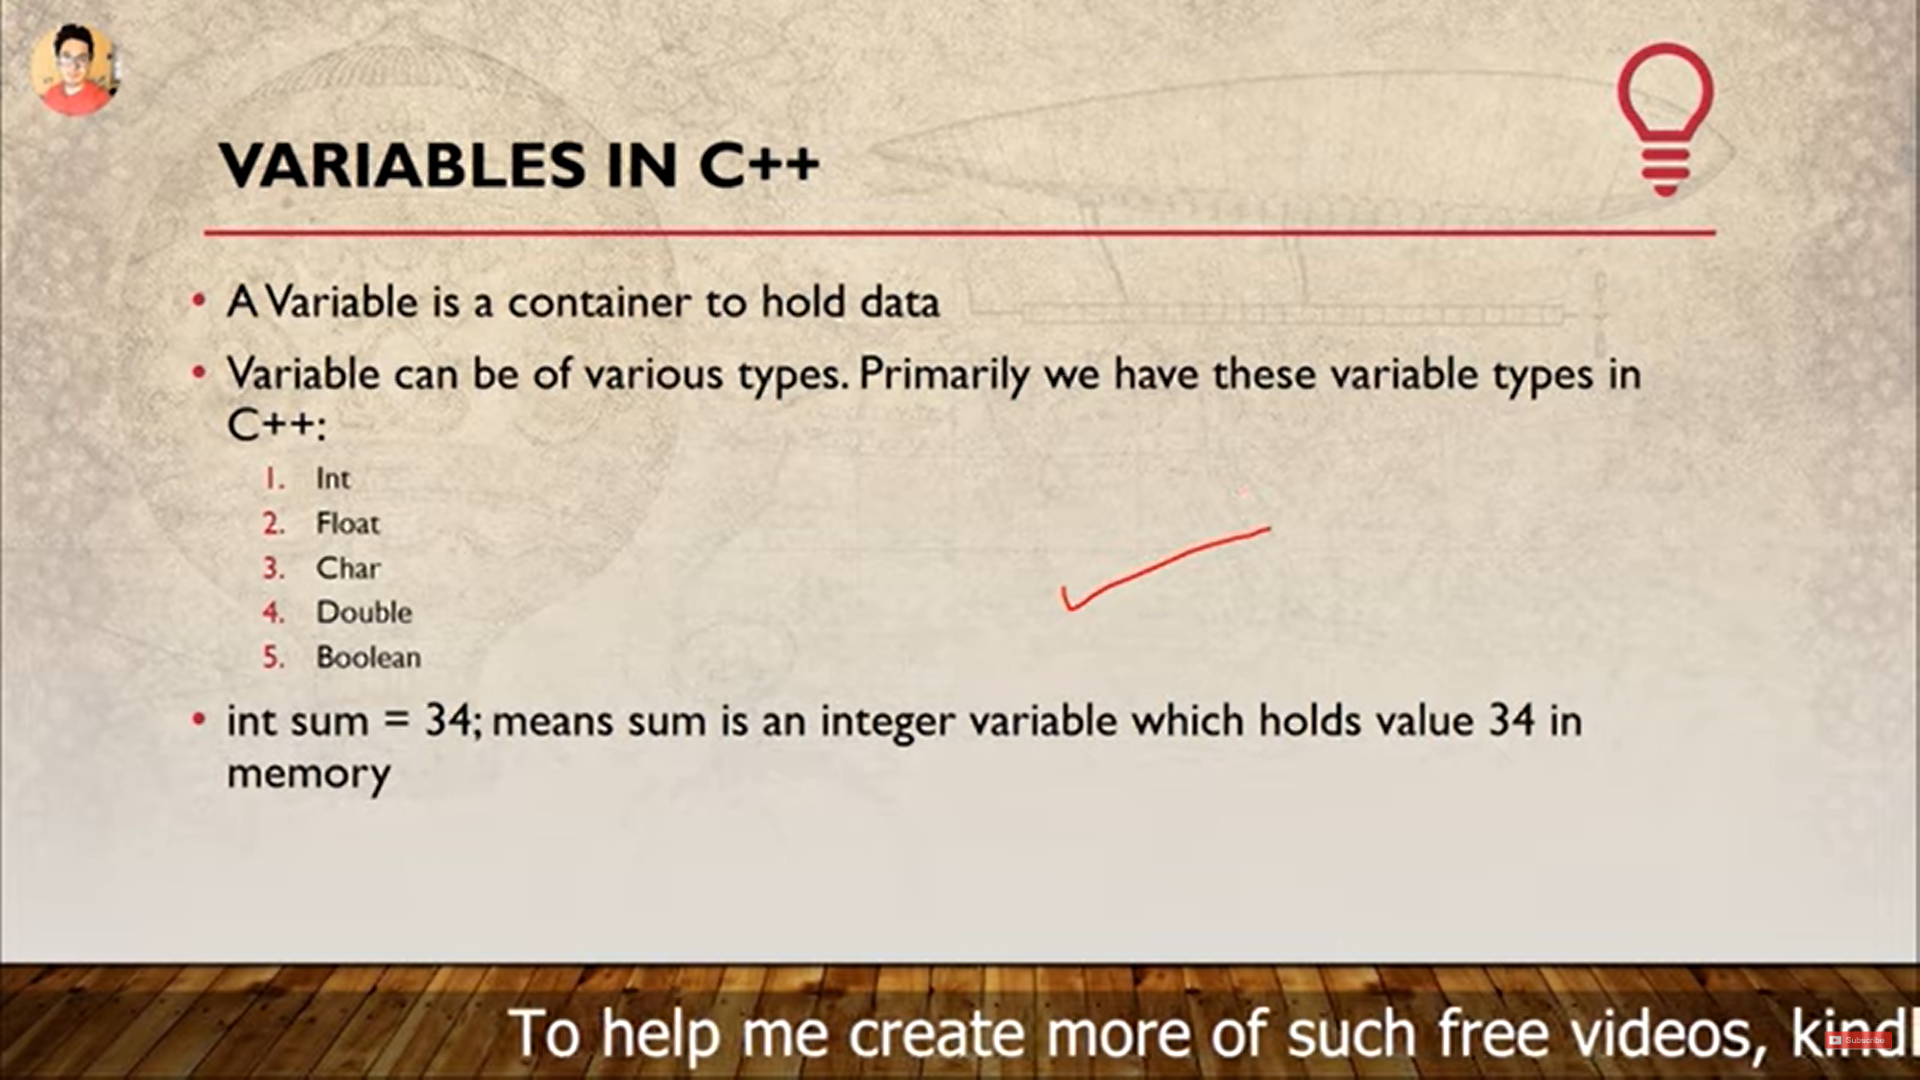 VARIABLES IN C++
• A Variable is a container to hold data
• Variable can be of various types. Primarily we have these variable types in
C++:
1. Int
2. Float
3. Char
4. Double
5. Boolean
• int sum = 34; means sum is an integer variable which holds value 34 in
memory
To help me create more of such free videos, kindl
Subscribe